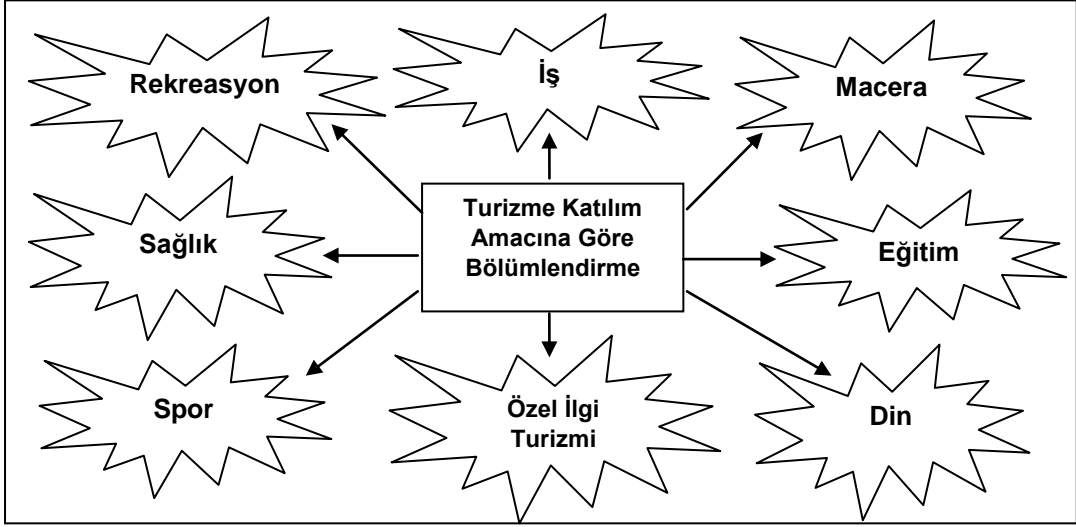 Rekreasyon
İş
Macera
Turizme Katılım
Amacına Göre
Bölümlendirme
Sağlık
Eğitim
Spor
Özel İlgi
Turizmi
Din